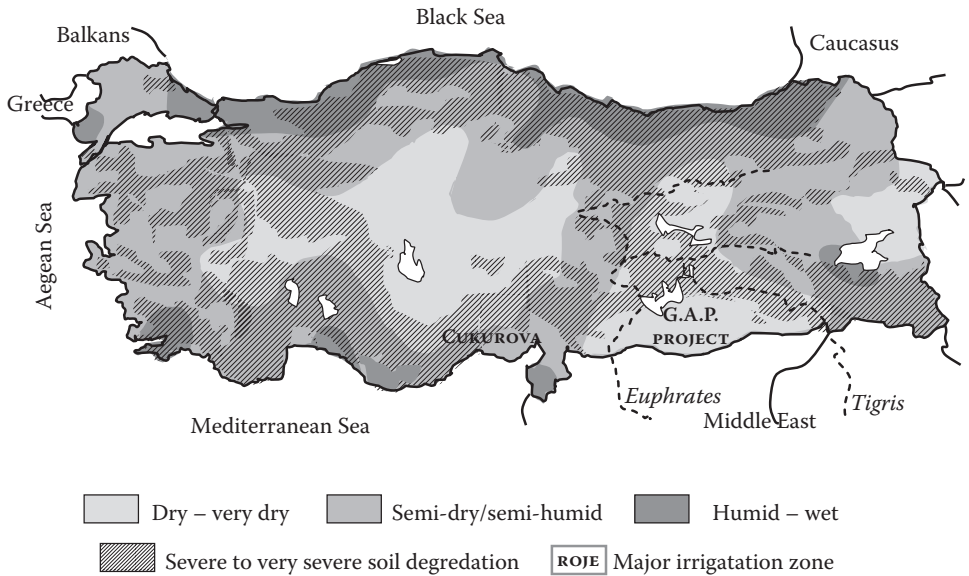 Black Sea
Balkans
Caucasus
Greece
Aegean Sea
G.A.P.
CUKUROVA
PROJECT
Euphrates
Tigris
Middle East
Mediterranean Sea
Dry – very dry
Semi-dry/semi-humid
Humid – wet
Severe to very severe soil degredation
ROJE
Major irrigatation zone